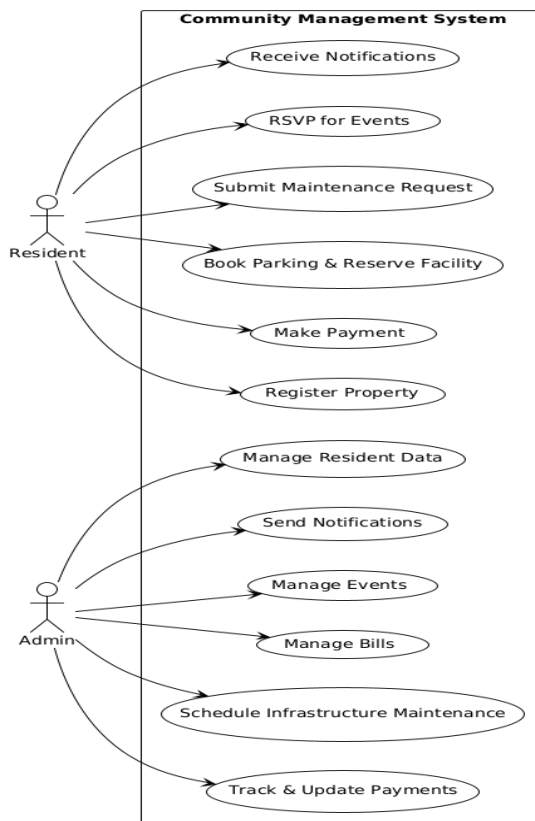 Community Management System
Receive Notifications
RSVP for Events
Submit Maintenance Request
Resident
Book Parking & Reserve Facility
Make Payment
Register Property
Manage Resident Data
Send Notifications
Manage Events
Admin
Manage Bills
Schedule Infrastructure Maintenance
Track & Update Payments